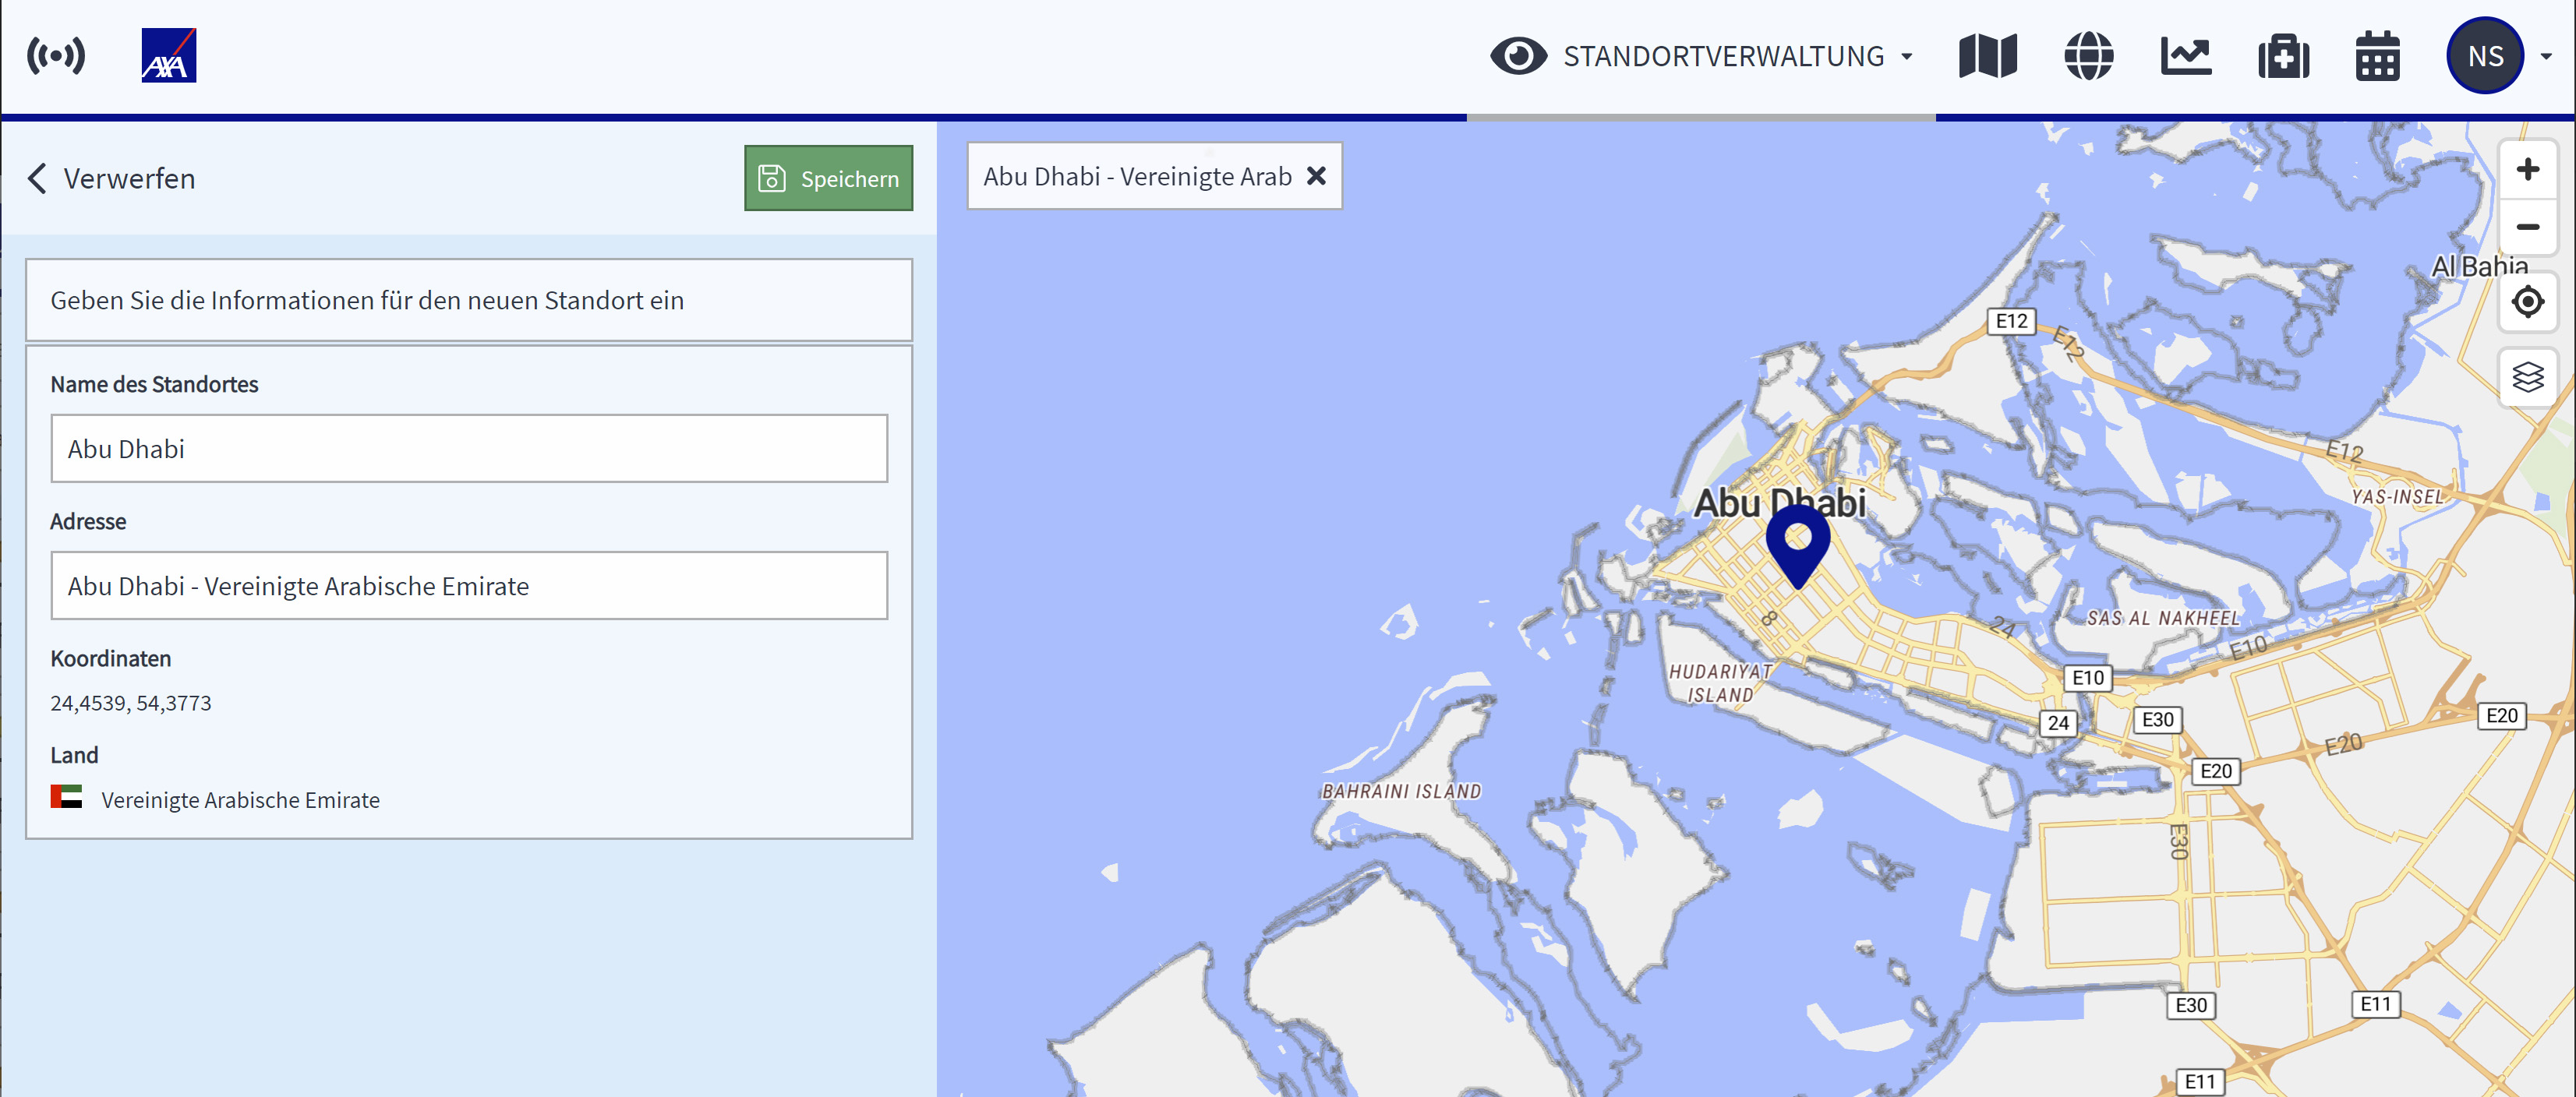 AXA
STANDORTVERWALTUNG
NS
Verwerfen
Speichern
Geben Sie die Informationen für den neuen Standort ein
Name des Standortes
Abu Dhabi
Adresse
Abu Dhabi - Vereinigte Arabische Emirate
Koordinaten
24,4539, 54,3773
Land
Vereinigte Arabische Emirate
Abu Dhabi - Vereinigte Arab
Al Bahia
E12
E12
E12
YAS-INSEL
Abu Dhabi
8
24
SAS AL NAKHEEL
E10
HUDARIYAT
ISLAND
E10
24
E30
E20
E20
E20
BAHRAINI ISLAND
E30
E30
E11
E11